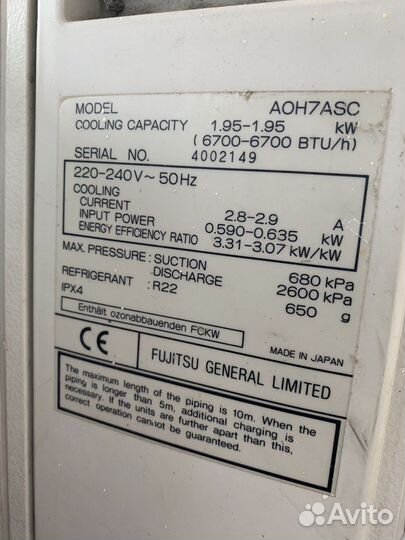 MODEL AOH7ASC
COOLING CAPACITY 1.95-1.95 kW
(6700-6700 BTU/h)
SERIAL NO. 4002149
220-240V~50Hz
COOLING
CURRENT 2.8-2.9 A
INPUT POWER 0.590-0.635 kW
ENERGY EFFICIENCY RATIO 3.31-3.07 kW/kW
MAX. PRESSURE : SUCTION 680 kPa
DISCHARGE 2600 kPa
REFRIGERANT : R22 650 g
IPX4
Enthält ozonabbauenden FCKW
CE FUJITSU GENERAL LIMITED
MADE IN JAPAN
The maximum length of the piping is 10m. When the
piping is longer than 5m, additional charging is
necessary. If the units are further apart than this,
correct operation cannot be guaranteed.
Avito